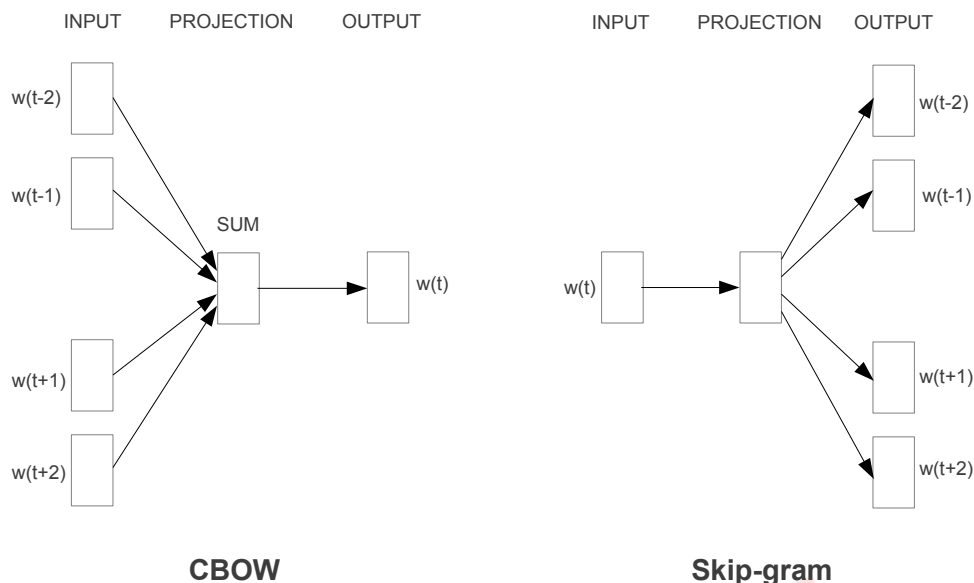 INPUT PROJECTION OUTPUT
w(t-2)
w(t-1)
SUM
w(t)
w(t+1)
w(t+2)
CBOW
INPUT PROJECTION OUTPUT
w(t-2)
w(t-1)
w(t)
w(t+1)
w(t+2)
Skip-gram